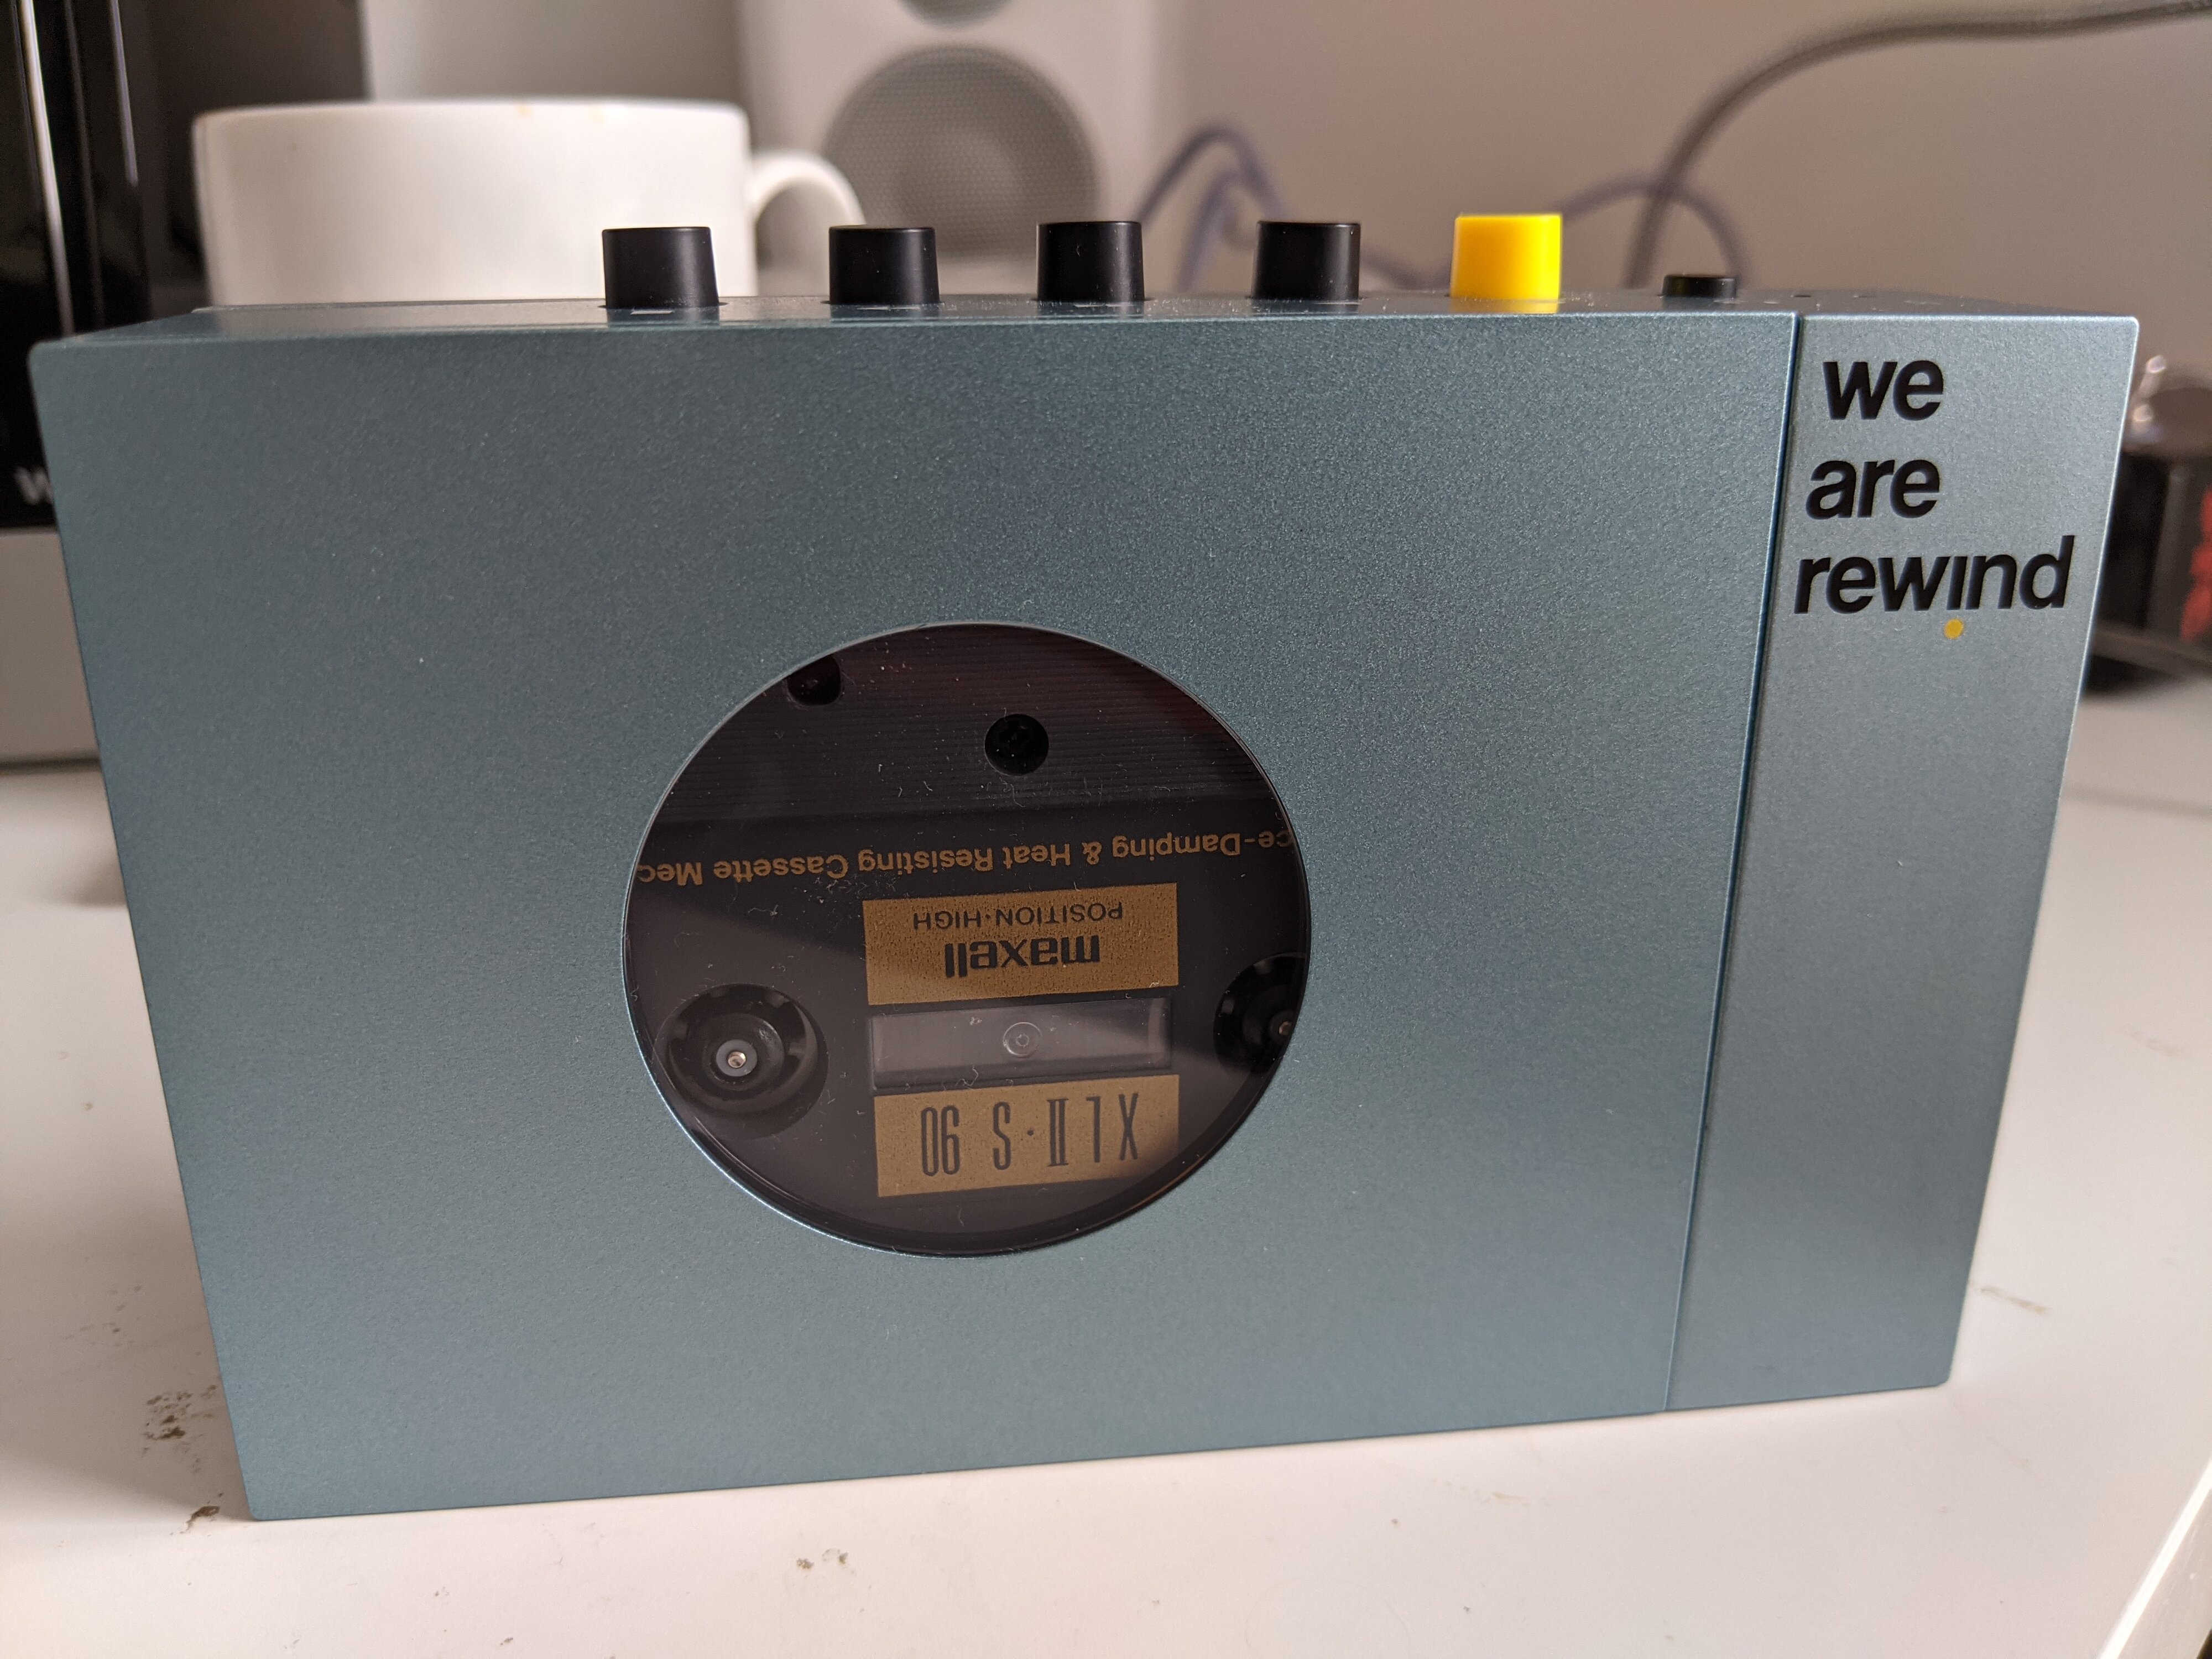 we
are
rewind
ce-Damping & Heat Resisting Cassette Mec
POSITION·HIGH
maxell
XLII·S 90
W